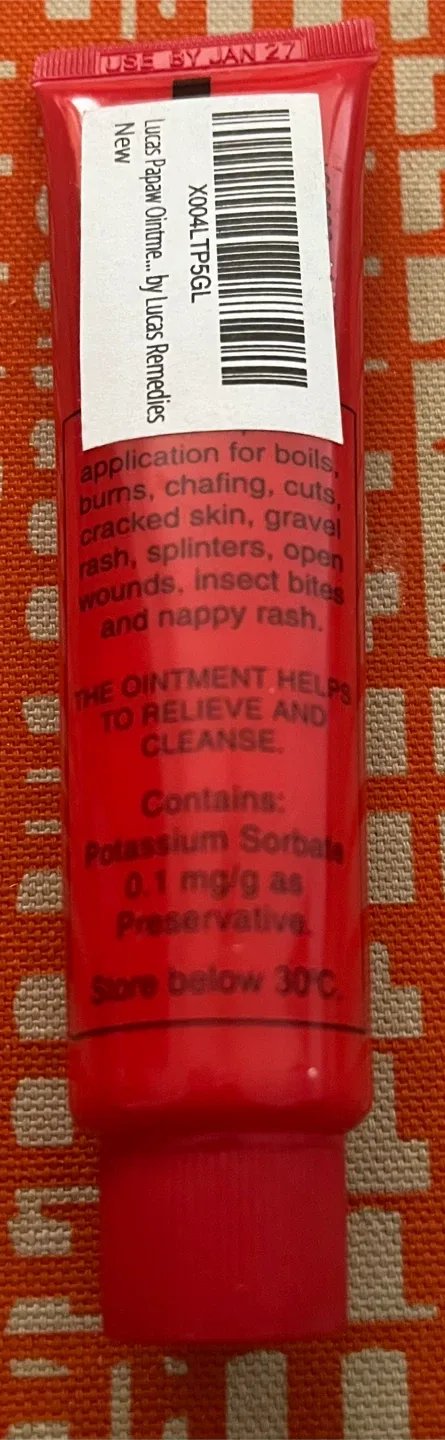 USE BY JAN 27
X004LTP5GL
Lucas Papaw Ointme... by Lucas Remedies
New
application for boils,
burns, chafing, cuts,
cracked skin, gravel
rash, splinters, open
wounds, insect bites
and nappy rash.
THE OINTMENT HELPS
TO RELIEVE AND
CLEANSE.
Contains:
Potassium Sorbate
0.1 mg/g as
Preservative.
Store below 30°C.